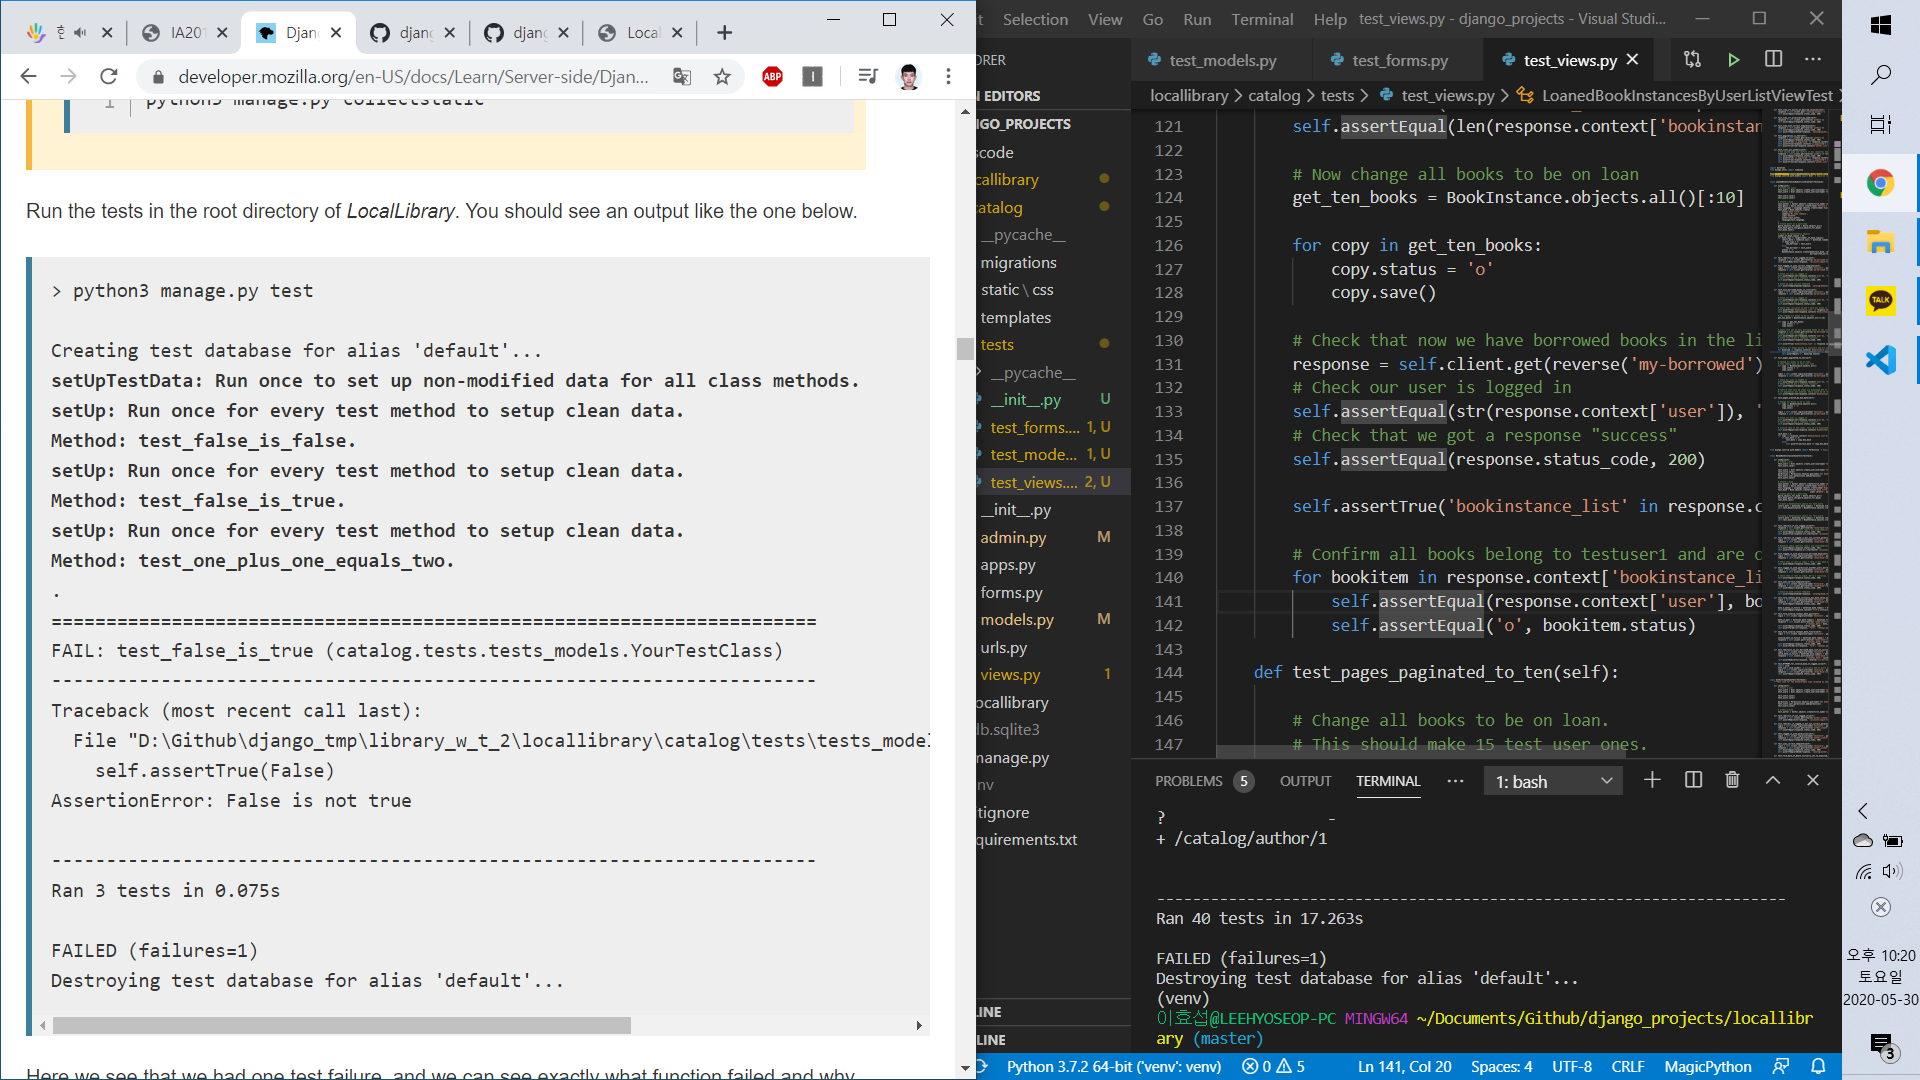 IA201
Djan
djang
djang
Local
developer.mozilla.org/en-US/docs/Learn/Server-side/Djan...
ABP
1 python3 manage.py collectstatic
Run the tests in the root directory of LocalLibrary. You should see an output like the one below.
> python3 manage.py test
Creating test database for alias 'default'...
setUpTestData: Run once to set up non-modified data for all class methods.
setUp: Run once for every test method to setup clean data.
Method: test_false_is_false.
setUp: Run once for every test method to setup clean data.
Method: test_false_is_true.
setUp: Run once for every test method to setup clean data.
Method: test_one_plus_one_equals_two.
.
======================================================================
FAIL: test_false_is_true (catalog.tests.tests_models.YourTestClass)
----------------------------------------------------------------------
Traceback (most recent call last):
File "D:\Github\django_tmp\library_w_t_2\locallibrary\catalog\tests\tests_model
self.assertTrue(False)
AssertionError: False is not true
----------------------------------------------------------------------
Ran 3 tests in 0.075s
FAILED (failures=1)
Destroying test database for alias 'default'...
Here we see that we had one test failure, and we can see exactly what function failed and why
t Selection View Go Run Terminal Help test_views.py - django_projects - Visual Studi...
ORER
N EDITORS
NGO_PROJECTS
scode
callibrary
catalog
__pycache__
migrations
static \ css
templates
tests
__pycache__
__init__.py U
test_forms.... 1, U
test_mode... 1, U
test_views.... 2, U
__init__.py
admin.py M
apps.py
forms.py
models.py M
urls.py
views.py 1
ocallibrary
db.sqlite3
manage.py
nv
tignore
quirements.txt
LINE
LINE
test_models.py
test_forms.py
test_views.py
locallibrary > catalog > tests > test_views.py > LoanedBookInstancesByUserListViewTest
121 self.assertEqual(len(response.context['bookinstan
122
123 # Now change all books to be on loan
124 get_ten_books = BookInstance.objects.all()[:10]
125
126 for copy in get_ten_books:
127 copy.status = 'o'
128 copy.save()
129
130 # Check that now we have borrowed books in the li
131 response = self.client.get(reverse('my-borrowed')
132 # Check our user is logged in
133 self.assertEqual(str(response.context['user']), '
134 # Check that we got a response "success"
135 self.assertEqual(response.status_code, 200)
136
137 self.assertTrue('bookinstance_list' in response.c
138
139 # Confirm all books belong to testuser1 and are o
140 for bookitem in response.context['bookinstance_li
141 self.assertEqual(response.context['user'], bo
142 self.assertEqual('o', bookitem.status)
143
144 def test_pages_paginated_to_ten(self):
145
146 # Change all books to be on loan.
147 # This should make 15 test user ones.
PROBLEMS 5 OUTPUT TERMINAL ... 1: bash
? -
+ /catalog/author/1
----------------------------------------------------------------------
Ran 40 tests in 17.263s
FAILED (failures=1)
Destroying test database for alias 'default'...
(venv)
이효섭@LEEHYOSEOP-PC MINGW64 ~/Documents/Github/django_projects/locallibr
ary (master)
Python 3.7.2 64-bit ('venv': venv) 0 5 Ln 141, Col 20 Spaces: 4 UTF-8 CRLF MagicPython
TALK
오후 10:20
토요일
2020-05-30
3